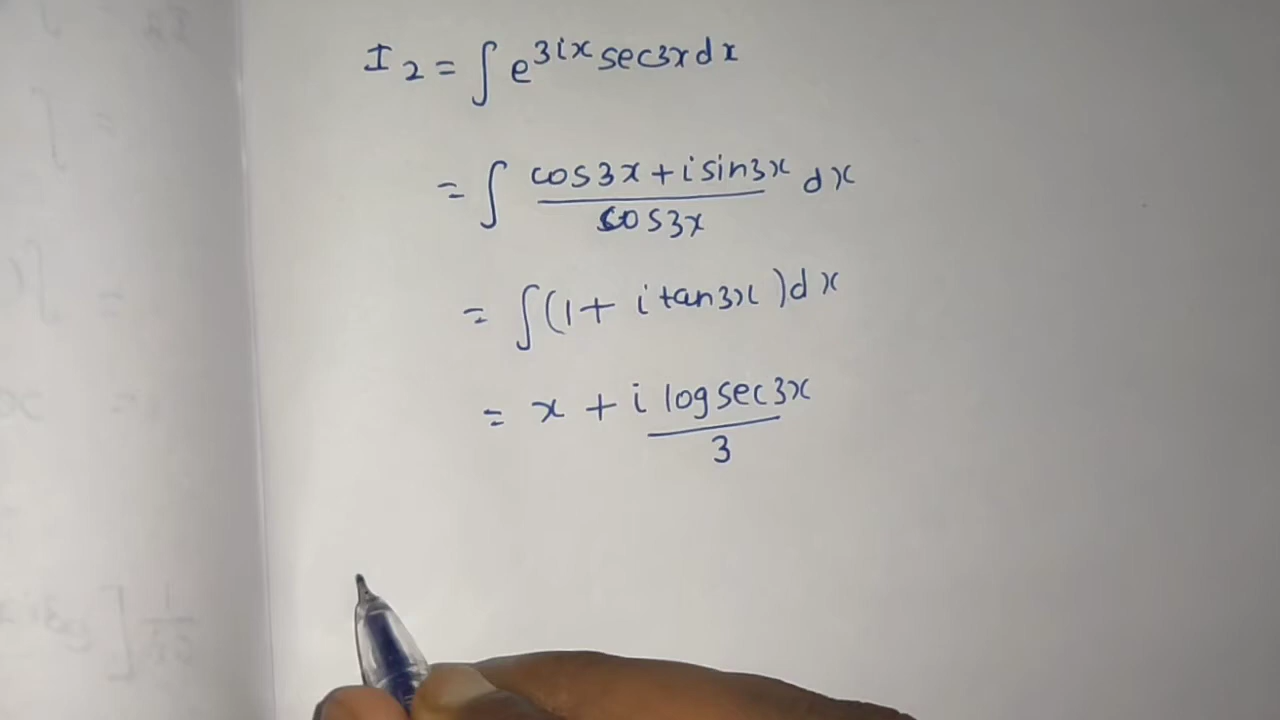 I2 = ∫ e^{3ix} sec3x dx
= ∫ (cos3x + i sin3x)/(cos3x) dx
= ∫(1 + i tan3x) dx
= x + i log sec3x / 3